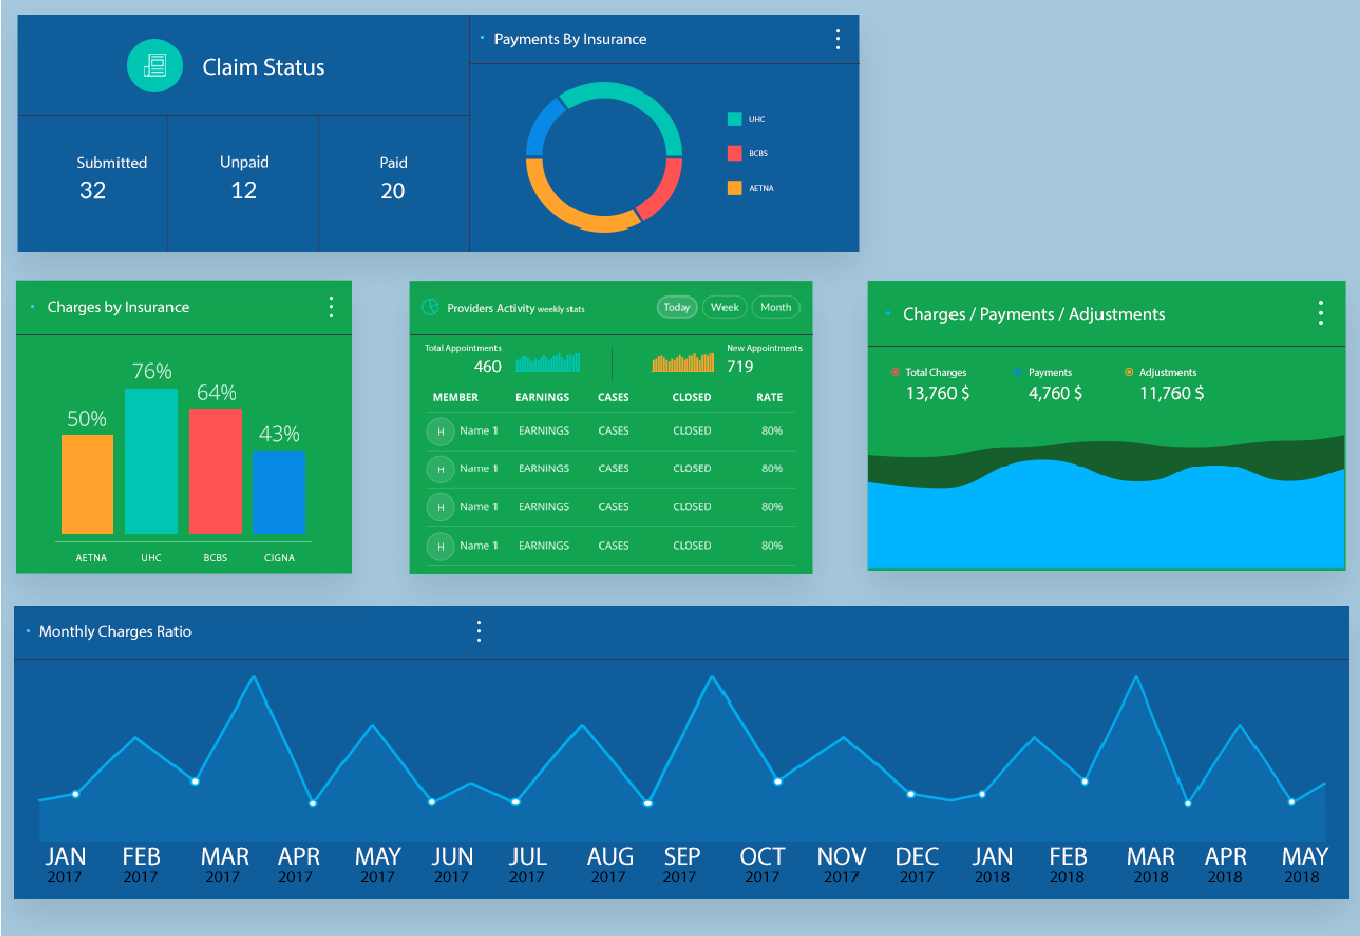 Claim Status
Submitted
32
Unpaid
12
Paid
20
Payments By Insurance
UHC
BCBS
AETNA
Charges by Insurance
50%
76%
64%
43%
AETNA UHC BCBS CIGNA
Providers Activity weekly stats
Today Week Month
Total Appointments
460
New Appointments
719
MEMBER EARNINGS CASES CLOSED RATE
H Name 1 EARNINGS CASES CLOSED 80%
H Name 1 EARNINGS CASES CLOSED 80%
H Name 1 EARNINGS CASES CLOSED 80%
H Name 1 EARNINGS CASES CLOSED 80%
Charges / Payments / Adjustments
Total Charges
13,760 $
Payments
4,760 $
Adjustments
11,760 $
Monthly Charges Ratio
JAN FEB MAR APR MAY JUN JUL AUG SEP OCT NOV DEC JAN FEB MAR APR MAY
2017 2017 2017 2017 2017 2017 2017 2017 2017 2017 2017 2017 2018 2018 2018 2018 2018